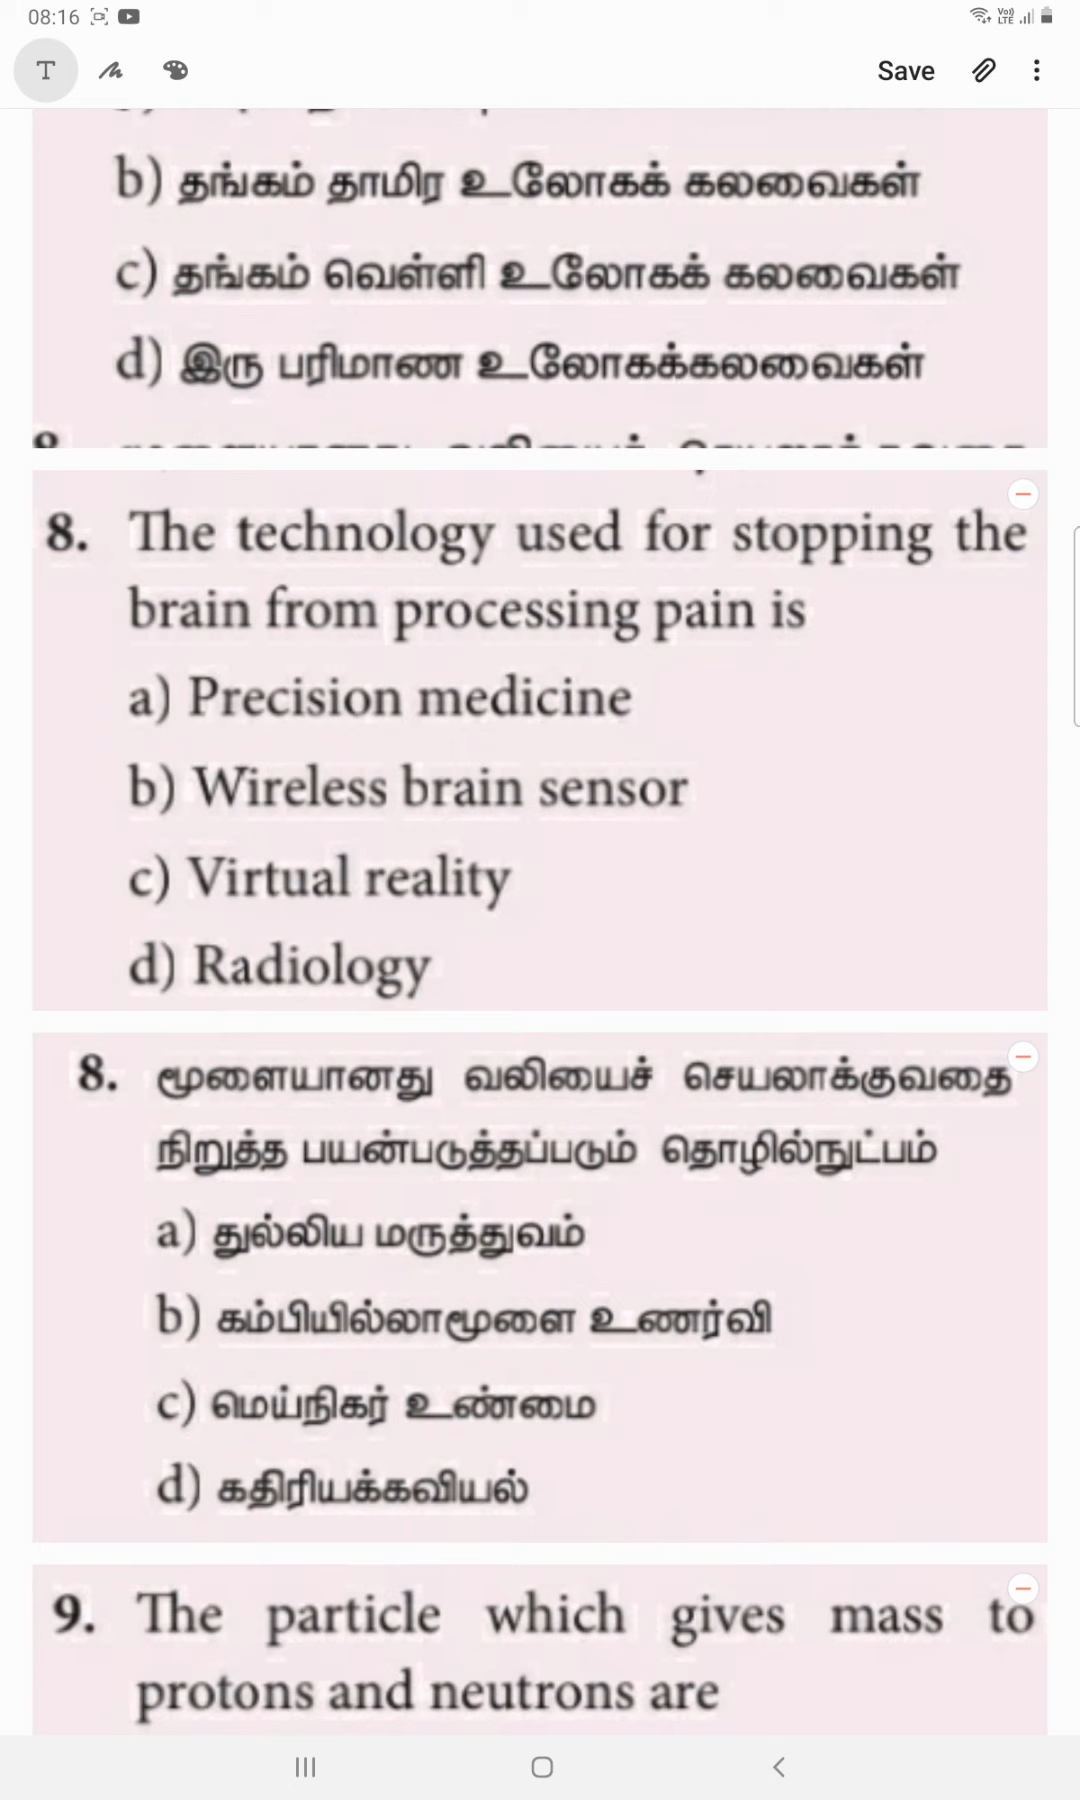 08:16
Vo)) LTE
T
Save
b) தங்கம் தாமிர உலோகக் கலவைகள்
c) தங்கம் வெள்ளி உலோகக் கலவைகள்
d) இரு பரிமாண உலோகக்கலவைகள்
8. The technology used for stopping the
brain from processing pain is
a) Precision medicine
b) Wireless brain sensor
c) Virtual reality
d) Radiology
8. மூளையானது வலியைச் செயலாக்குவதை
நிறுத்த பயன்படுத்தப்படும் தொழில்நுட்பம்
a) துல்லிய மருத்துவம்
b) கம்பியில்லாமூளை உணர்வி
c) மெய்நிகர் உண்மை
d) கதிரியக்கவியல்
9. The particle which gives mass to
protons and neutrons are